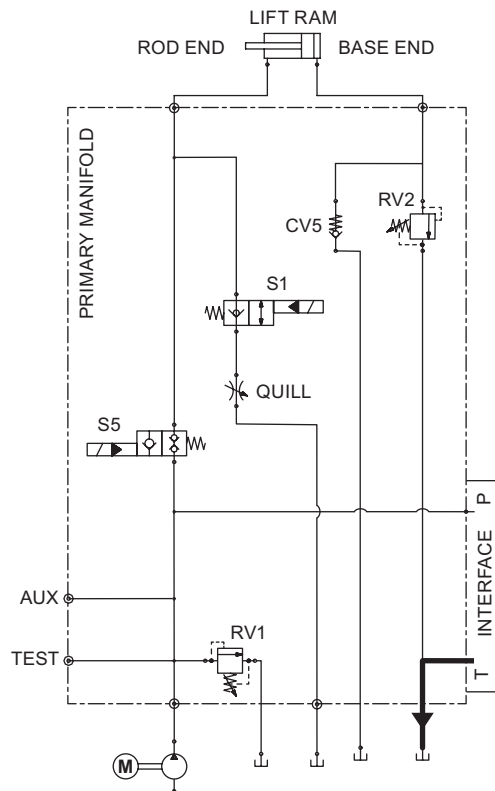 LIFT RAM
ROD END
BASE END
PRIMARY MANIFOLD
RV2
CV5
S1
QUILL
S5
P
INTERFACE
AUX
RV1
TEST
T
M